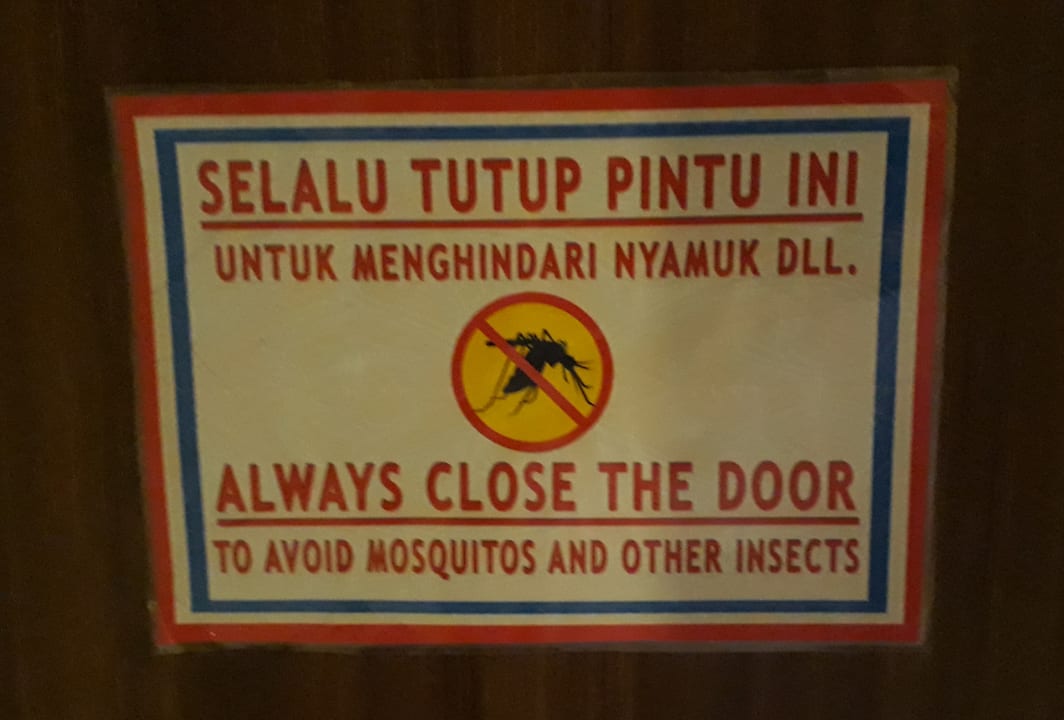 SELALU TUTUP PINTU INI
UNTUK MENGHINDARI NYAMUK DLL.
ALWAYS CLOSE THE DOOR
TO AVOID MOSQUITOS AND OTHER INSECTS